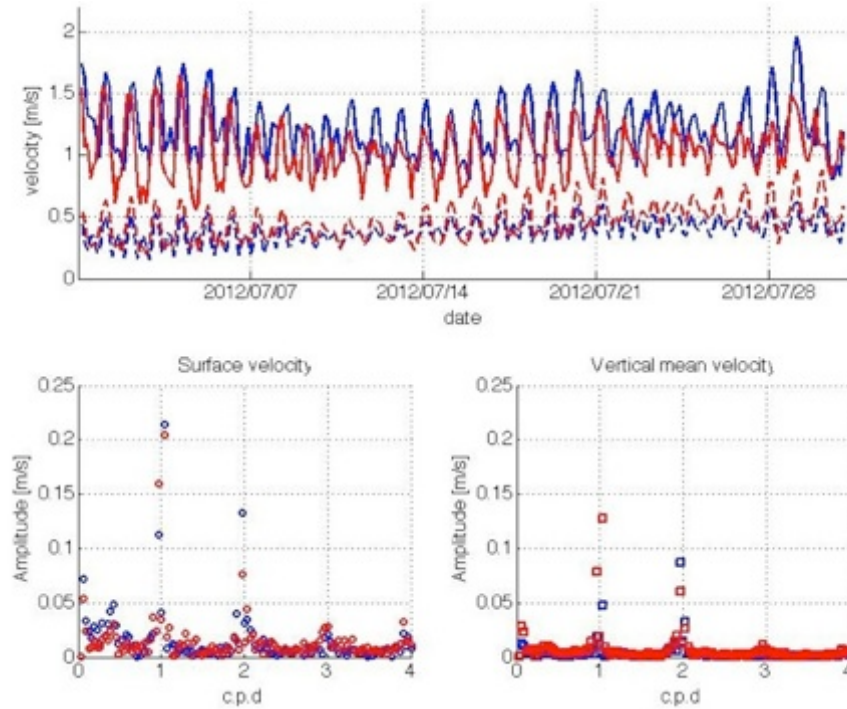 2
1.5
1
0.5
0
velocity [m/s]
2012/07/07 2012/07/14 2012/07/21 2012/07/28
date
Surface velocity
0.25
0.2
0.15
0.1
0.05
0
Amplitude [m/s]
0 1 2 3 4
c.p.d
Vertical mean velocity
0.25
0.2
0.15
0.1
0.05
0
Amplitude [m/s]
0 1 2 3 4
c.p.d